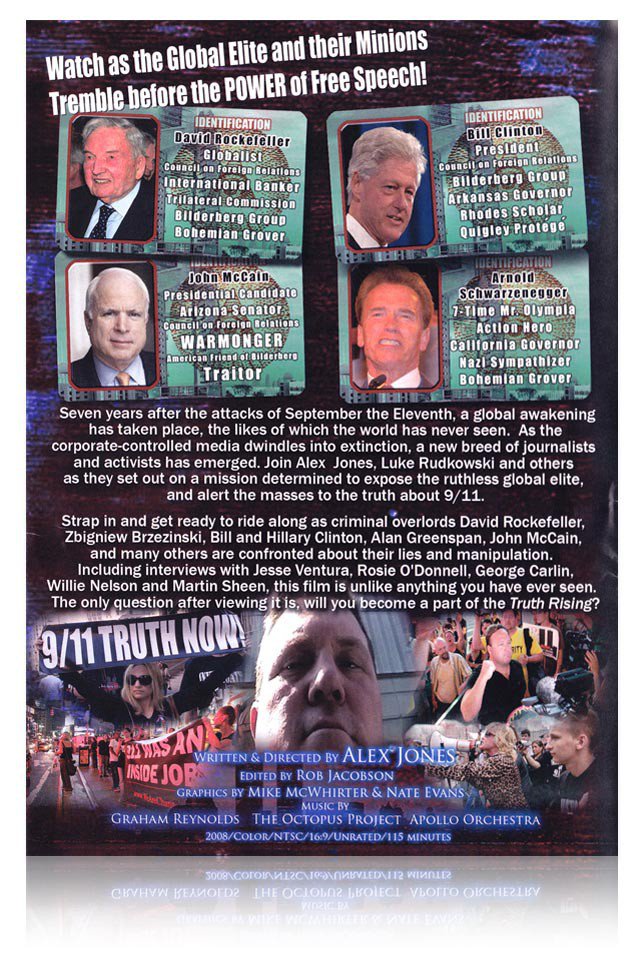 Watch as the Global Elite and their Minions
Tremble before the POWER of Free Speech!
IDENTIFICATION
David Rockefeller
Globalist
Council on Foreign Relations
International Banker
Trilateral Commission
Bilderberg Group
Bohemian Grover
IDENTIFICATION
Bill Clinton
President
Council on Foreign Relations
Bilderberg Group
Arkansas Governor
Rhodes Scholar
Quigley Protegé
IDENTIFICATION
John McCain
Presidential Candidate
Arizona Senator
Council on Foreign Relations
WARMONGER
American Friend of Bilderberg
Traitor
IDENTIFICATION
Arnold
Schwarzenegger
7-Time Mr. Olympia
Action Hero
California Governor
Nazi Sympathizer
Bohemian Grover
Seven years after the attacks of September the Eleventh, a global awakening
has taken place, the likes of which the world has never seen. As the
corporate-controlled media dwindles into extinction, a new breed of journalists
and activists has emerged. Join Alex Jones, Luke Rudkowski and others
as they set out on a mission determined to expose the ruthless global elite,
and alert the masses to the truth about 9/11.
Strap in and get ready to ride along as criminal overlords David Rockefeller,
Zbigniew Brzezinski, Bill and Hillary Clinton, Alan Greenspan, John McCain,
and many others are confronted about their lies and manipulation.
Including interviews with Jesse Ventura, Rosie O'Donnell, George Carlin,
Willie Nelson and Martin Sheen, this film is unlike anything you have ever seen.
The only question after viewing it is, will you become a part of the Truth Rising?
9/11 TRUTH NOW!
WAS AN
INSIDE JOB
WRITTEN & DIRECTED BY ALEX JONES
EDITED BY ROB JACOBSON
GRAPHICS BY MIKE MCWHIRTER & NATE EVANS
MUSIC BY
GRAHAM REYNOLDS THE OCTOPUS PROJECT APOLLO ORCHESTRA
2008/COLOR/NTSC/16:9/UNRATED/115 MINUTES